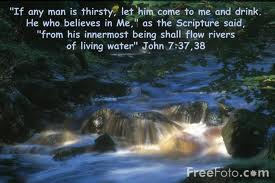 "If any man is thirsty, let him come to me and drink.
He who believes in Me," as the Scripture said,
"from his innermost being shall flow rivers
of living water" John 7:37,38
FreeFoto.com